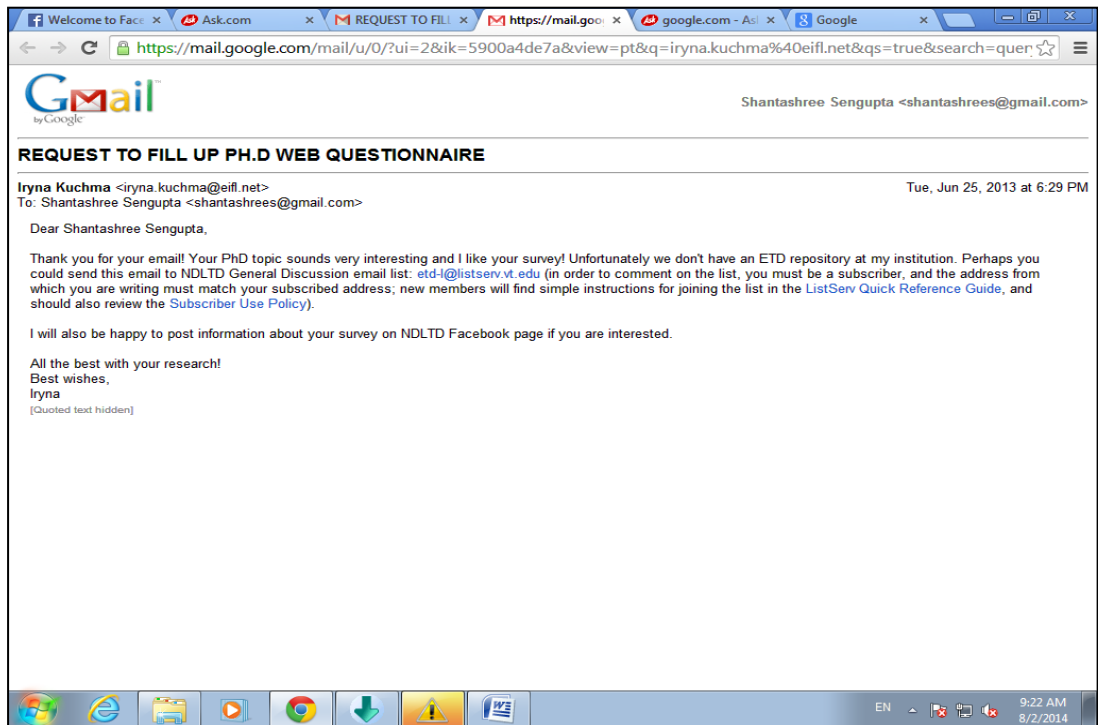 Welcome to Face
Ask.com
REQUEST TO FILL
https://mail.goo
google.com - As
Google
https://mail.google.com/mail/u/0/?ui=2&ik=5900a4de7a&view=pt&q=iryna.kuchma%40eifl.net&qs=true&search=quer
Gmail
by Google
Shantashree Sengupta <shantashrees@gmail.com>
REQUEST TO FILL UP PH.D WEB QUESTIONNAIRE
Iryna Kuchma <iryna.kuchma@eifl.net> Tue, Jun 25, 2013 at 6:29 PM
To: Shantashree Sengupta <shantashrees@gmail.com>
Dear Shantashree Sengupta,
Thank you for your email! Your PhD topic sounds very interesting and I like your survey! Unfortunately we don't have an ETD repository at my institution. Perhaps you
could send this email to NDLTD General Discussion email list: etd-l@listserv.vt.edu (in order to comment on the list, you must be a subscriber, and the address from
which you are writing must match your subscribed address; new members will find simple instructions for joining the list in the ListServ Quick Reference Guide, and
should also review the Subscriber Use Policy).
I will also be happy to post information about your survey on NDLTD Facebook page if you are interested.
All the best with your research!
Best wishes,
Iryna
[Quoted text hidden]
EN
9:22 AM
8/2/2014